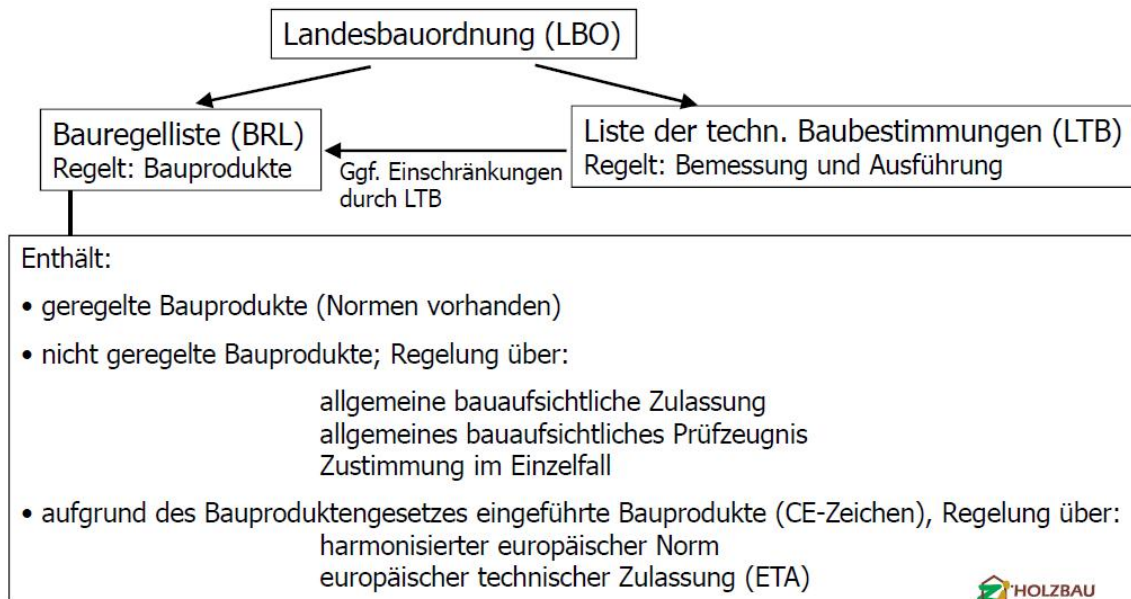 Landesbauordnung (LBO)
Bauregelliste (BRL)
Regelt: Bauprodukte
Ggf. Einschränkungen
durch LTB
Liste der techn. Baubestimmungen (LTB)
Regelt: Bemessung und Ausführung
Enthält:
• geregelte Bauprodukte (Normen vorhanden)
• nicht geregelte Bauprodukte; Regelung über:
allgemeine bauaufsichtliche Zulassung
allgemeines bauaufsichtliches Prüfzeugnis
Zustimmung im Einzelfall
• aufgrund des Bauproduktengesetzes eingeführte Bauprodukte (CE-Zeichen), Regelung über:
harmonisierter europäischer Norm
europäischer technischer Zulassung (ETA)
HOLZBAU